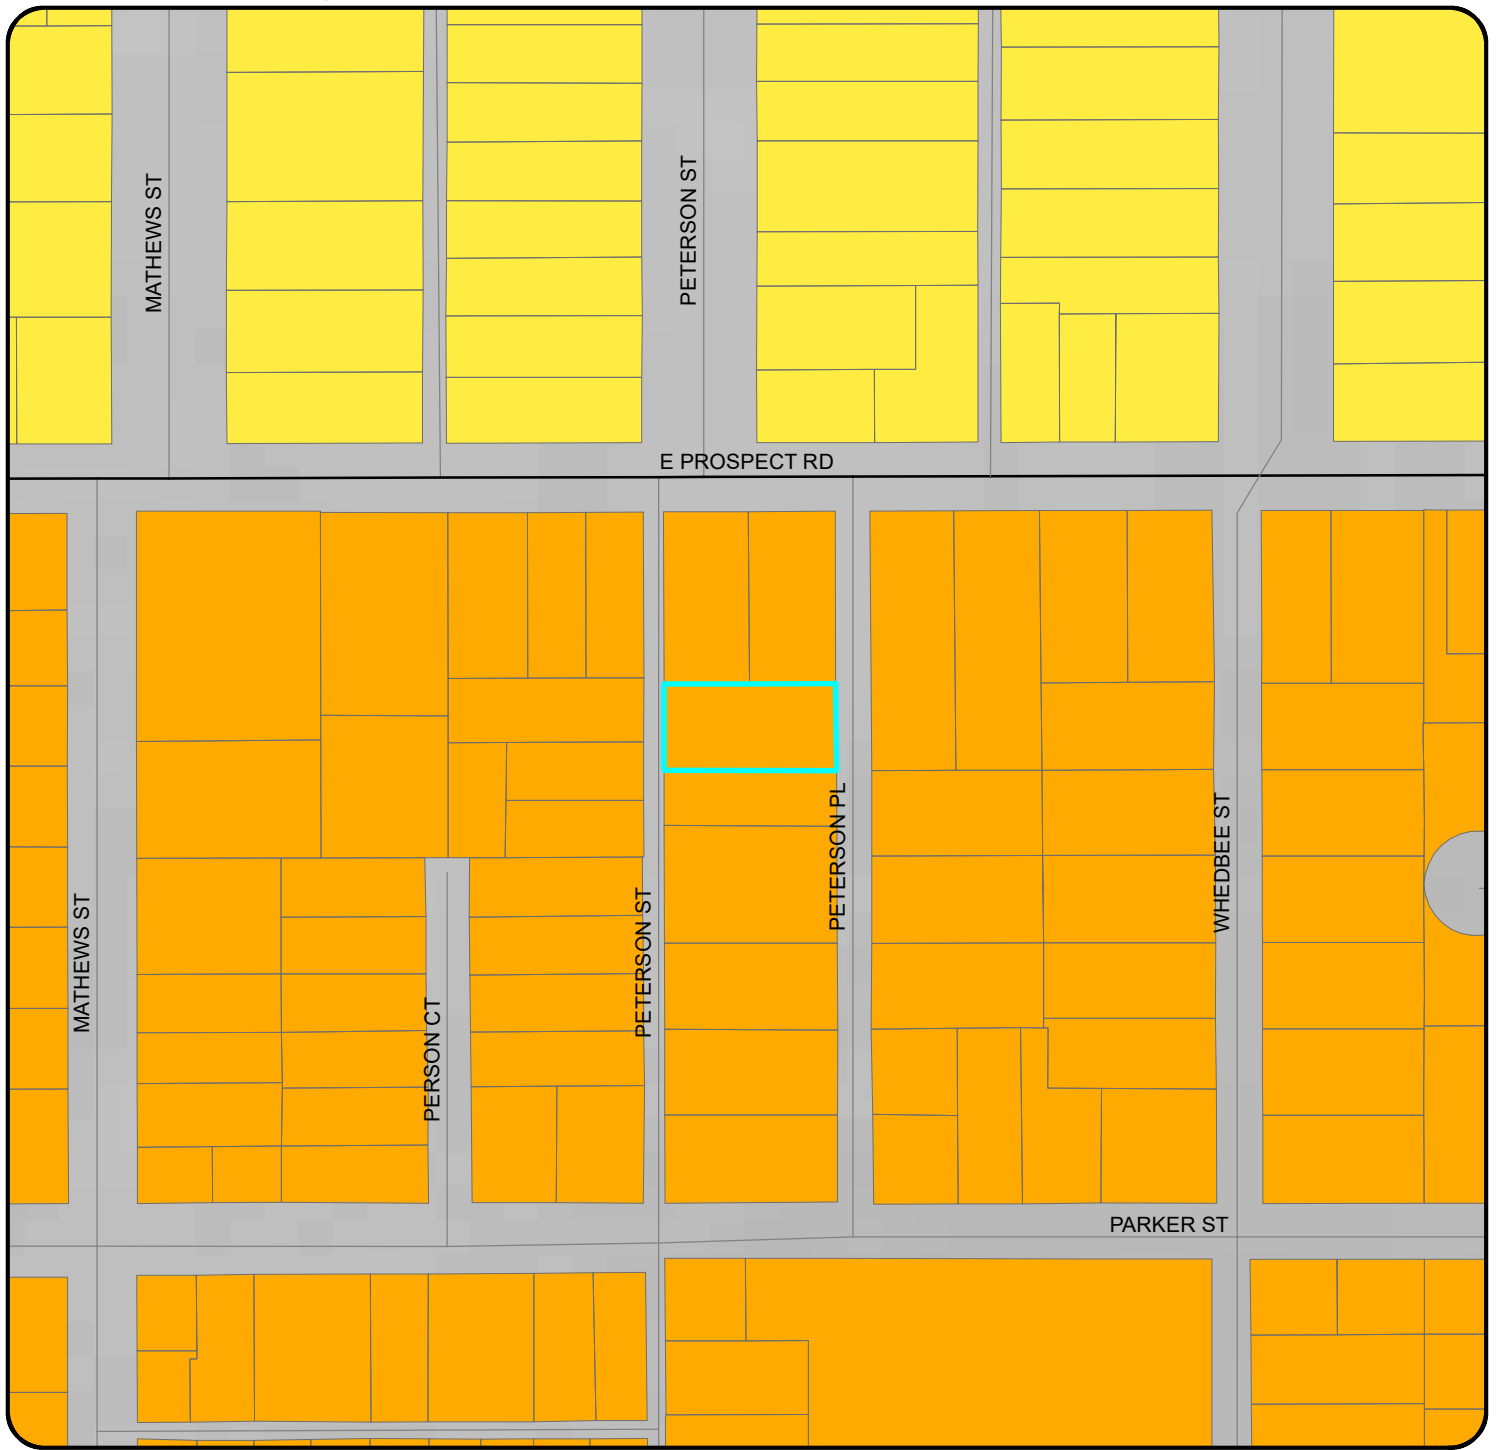 MATHEWS ST
PETERSON ST
E PROSPECT RD
MATHEWS ST
PERSON CT
PETERSON ST
PETERSON PL
WHEDBEE ST
PARKER ST